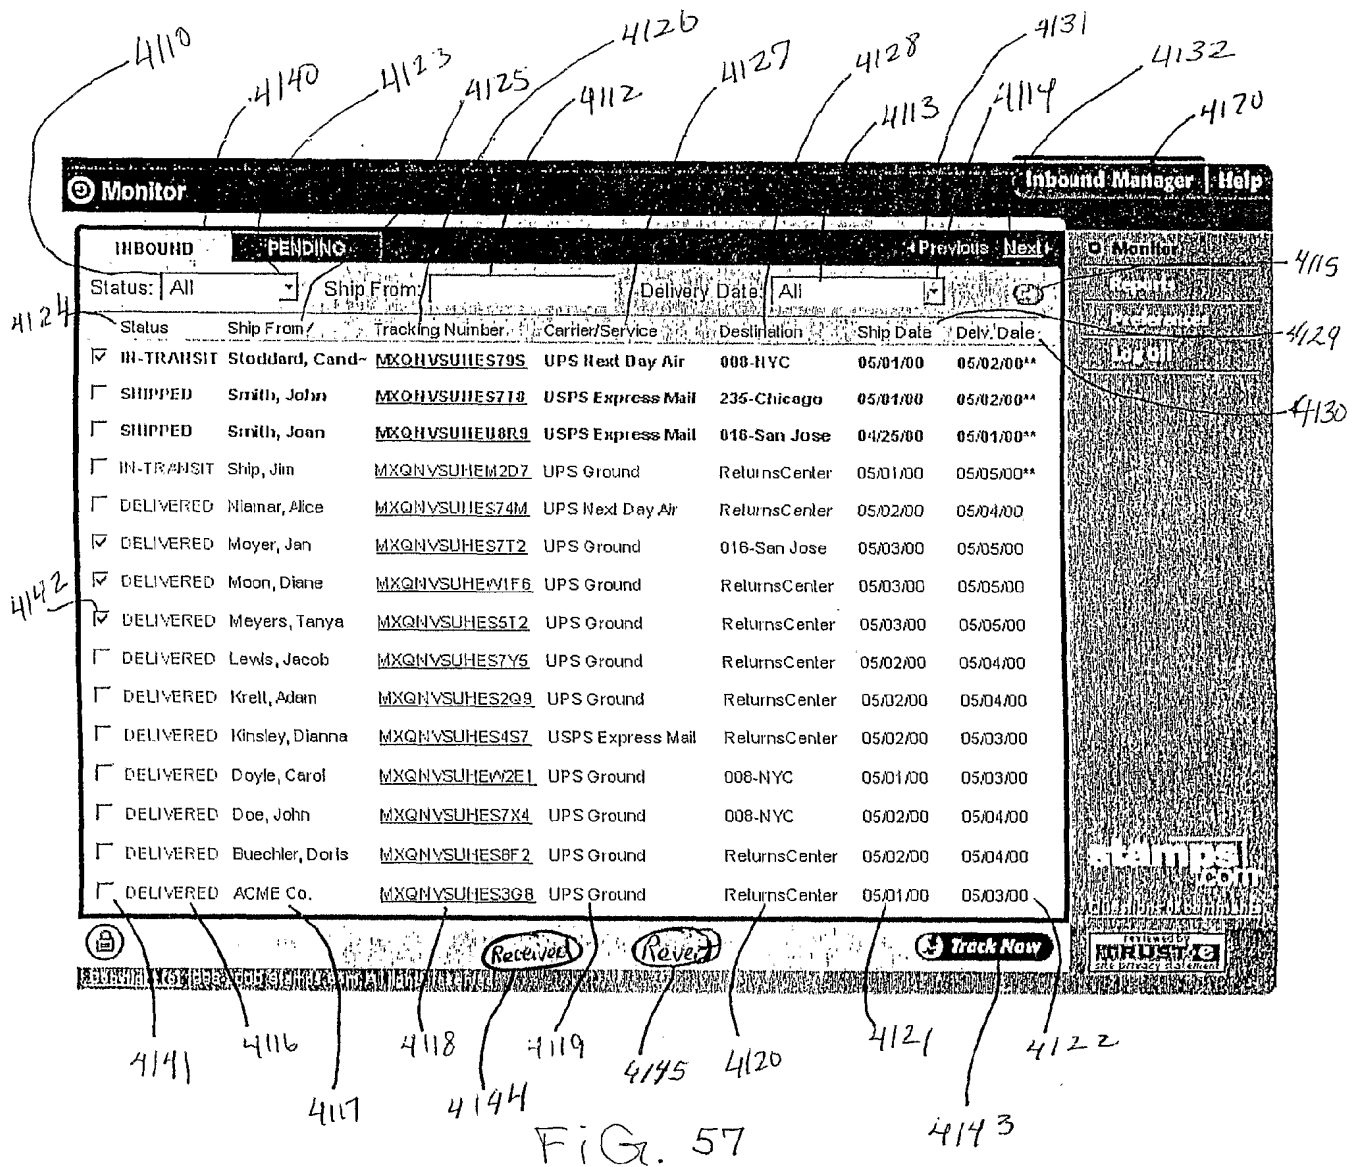 4110
4140
4123
4125
4126
4112
4127
4128
4113
4131
4114
4132
4170
Monitor
Inbound Manager | Help
INBOUND
PENDING
Previous
Next
Monitor
Reports
Log Off
Status: All
Ship From:
Delivery Date: All
4115
4124
Status Ship From Tracking Number Carrier/Service Destination Ship Date Delv. Date
4129
4130
IN-TRANSIT Stoddard, Cand~ MXQNVSUHES79S UPS Next Day Air 008-NYC 05/01/00 05/02/00**
SHIPPED Smith, John MXQNVSUHES7T8 USPS Express Mail 235-Chicago 05/01/00 05/02/00**
SHIPPED Smith, Joan MXQNVSUHEU8R9 USPS Express Mail 016-San Jose 04/25/00 05/01/00**
IN-TRANSIT Ship, Jim MXQNVSUHEM2D7 UPS Ground ReturnsCenter 05/01/00 05/05/00**
DELIVERED Niamar, Alice MXQNVSUHES74M UPS Next Day Air ReturnsCenter 05/02/00 05/04/00
DELIVERED Moyer, Jan MXQNVSUHES7T2 UPS Ground 016-San Jose 05/03/00 05/05/00
DELIVERED Moon, Diane MXQNVSUHEW1F6 UPS Ground ReturnsCenter 05/03/00 05/05/00
4142
DELIVERED Meyers, Tanya MXQNVSUHES5T2 UPS Ground ReturnsCenter 05/03/00 05/05/00
DELIVERED Lewis, Jacob MXQNVSUHES7Y5 UPS Ground ReturnsCenter 05/02/00 05/04/00
DELIVERED Krell, Adam MXQNVSUHES2Q9 UPS Ground ReturnsCenter 05/02/00 05/04/00
DELIVERED Kinsley, Dianna MXQNVSUHES4S7 USPS Express Mail ReturnsCenter 05/02/00 05/03/00
DELIVERED Doyle, Carol MXQNVSUHEW2E1 UPS Ground 008-NYC 05/01/00 05/03/00
DELIVERED Doe, John MXQNVSUHES7X4 UPS Ground 008-NYC 05/02/00 05/04/00
DELIVERED Buechler, Doris MXQNVSUHES8F2 UPS Ground ReturnsCenter 05/02/00 05/04/00
DELIVERED ACME Co. MXQNVSUHES3G8 UPS Ground ReturnsCenter 05/01/00 05/03/00
stamps
.com
Received
Revert
Track Now
reviewed by
TRUSTe
site privacy statement
4141
4116
4117
4118
4144
4119
4145
4120
4121
4143
4122
FiG. 57